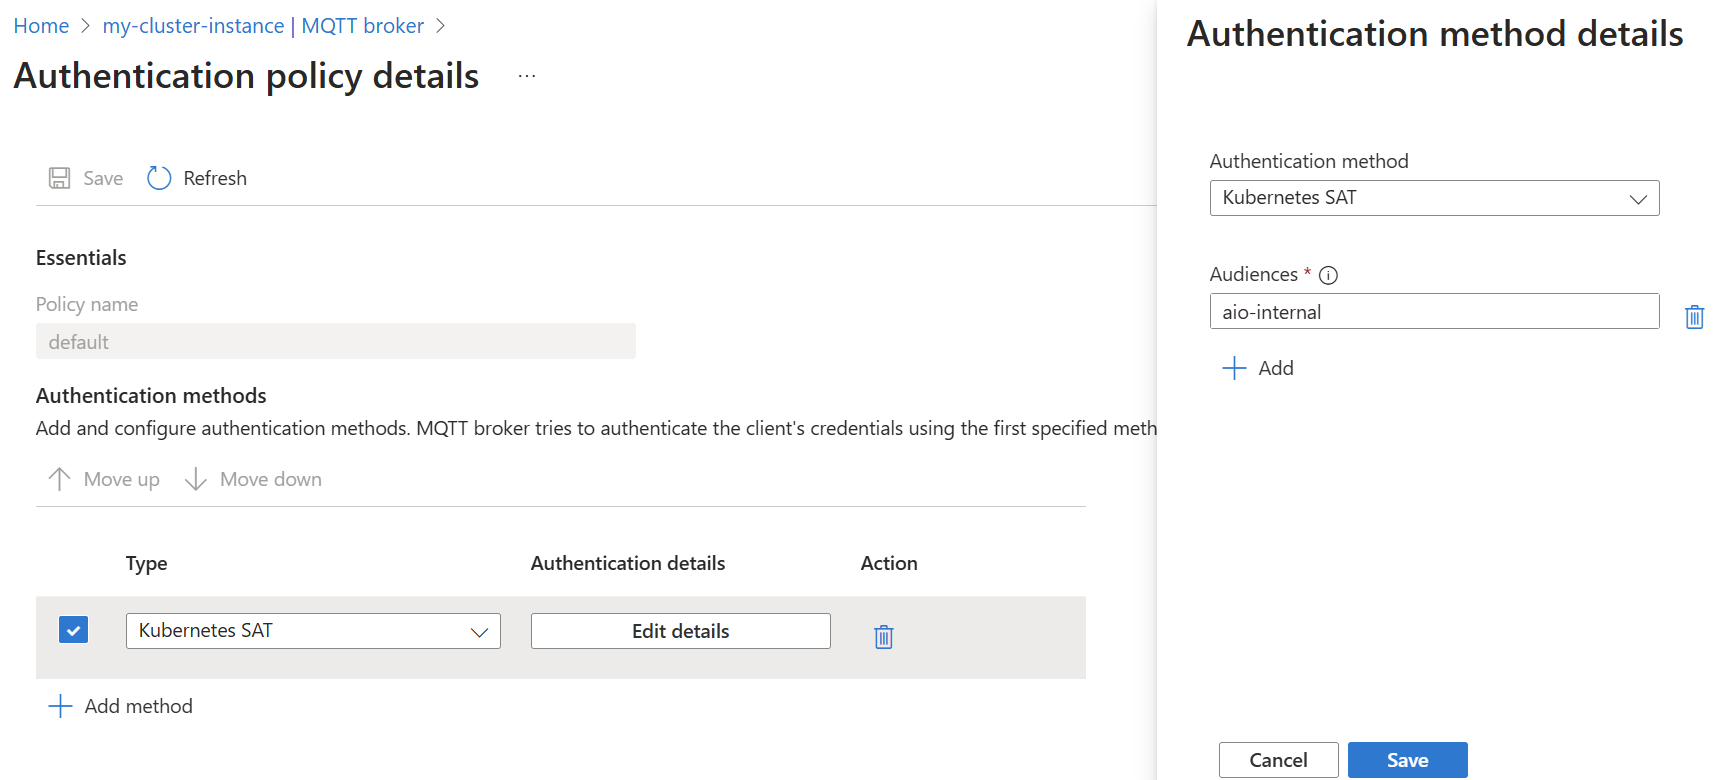 Home > my-cluster-instance | MQTT broker >
Authentication policy details ...
Save Refresh
Essentials
Policy name
default
Authentication methods
Add and configure authentication methods. MQTT broker tries to authenticate the client's credentials using the first specified meth
Move up Move down
Type Authentication details Action
Kubernetes SAT Edit details
Add method
Authentication method details
Authentication method
Kubernetes SAT
Audiences *
aio-internal
Add
Cancel Save